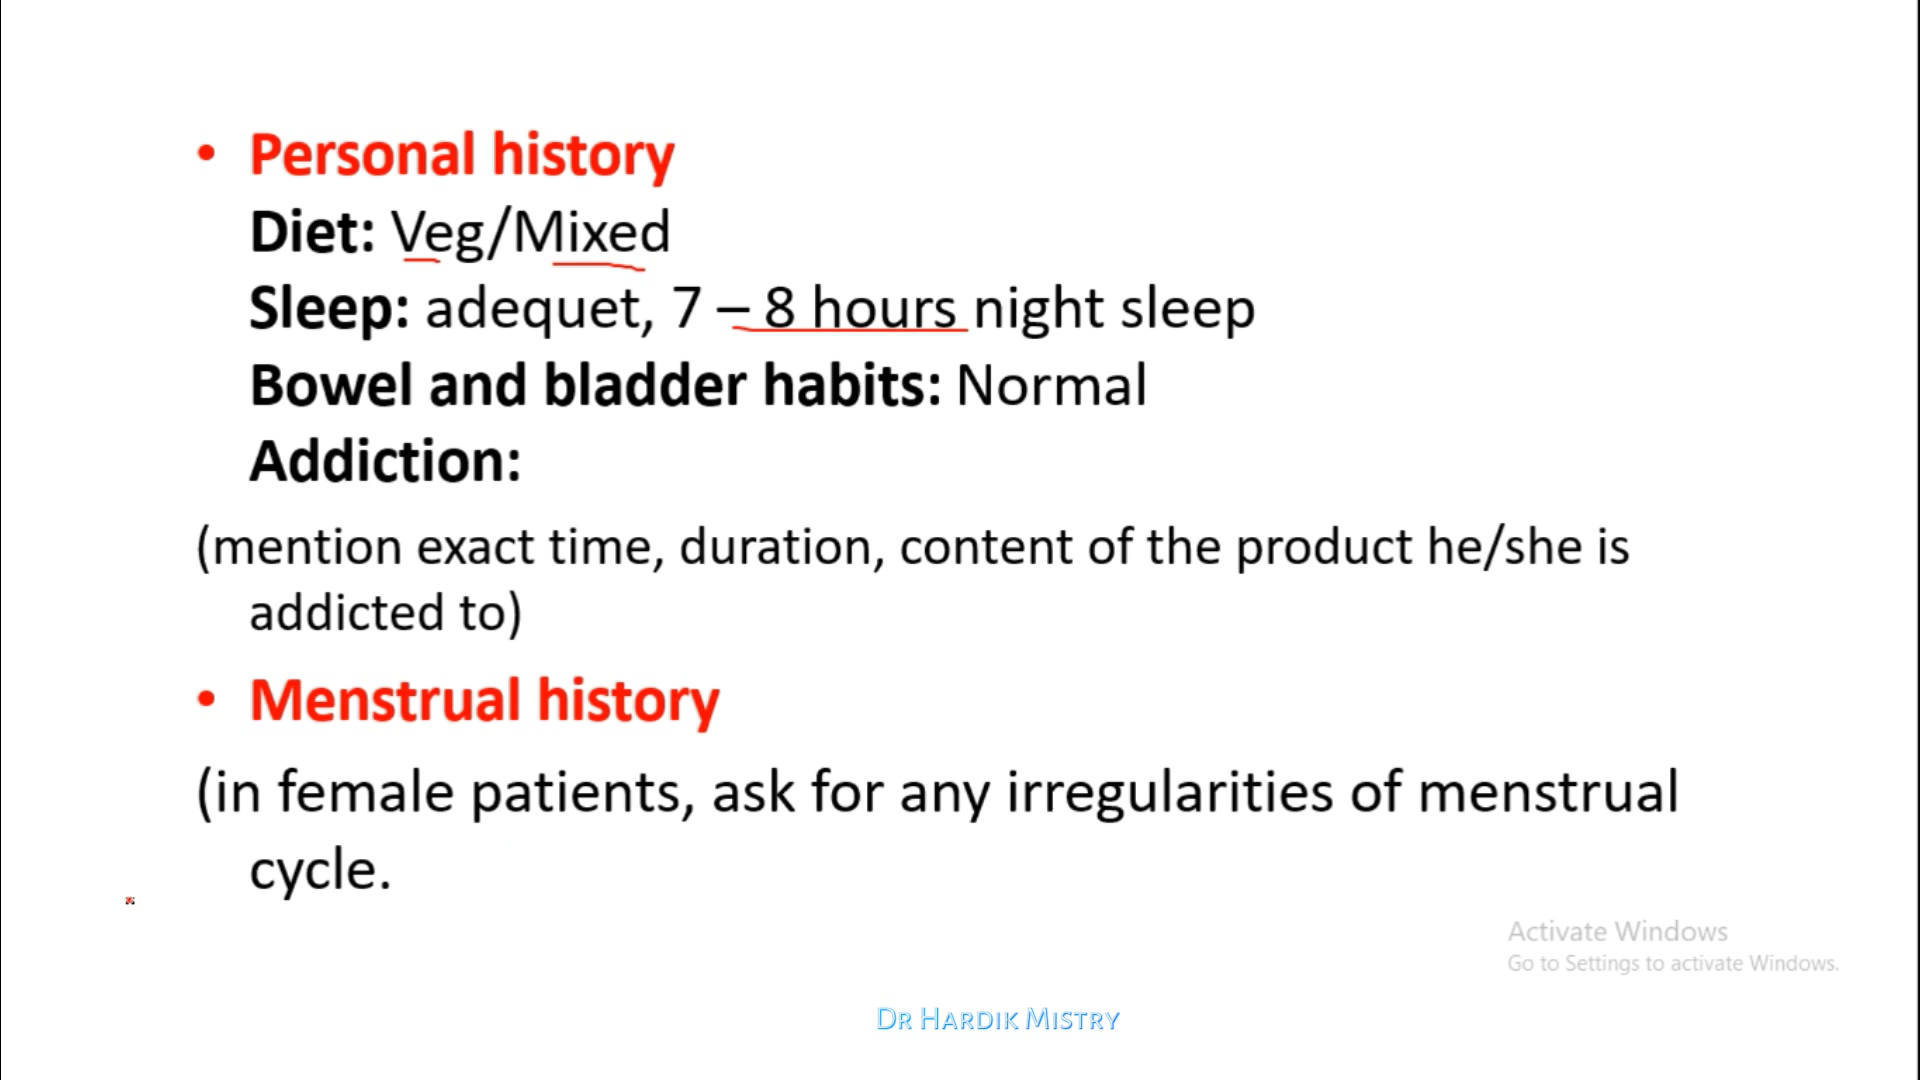 • Personal history
Diet: Veg/Mixed
Sleep: adequet, 7 – 8 hours night sleep
Bowel and bladder habits: Normal
Addiction:
(mention exact time, duration, content of the product he/she is
addicted to)
• Menstrual history
(in female patients, ask for any irregularities of menstrual
cycle.
Activate Windows
Go to Settings to activate Windows.
Dr Hardik Mistry